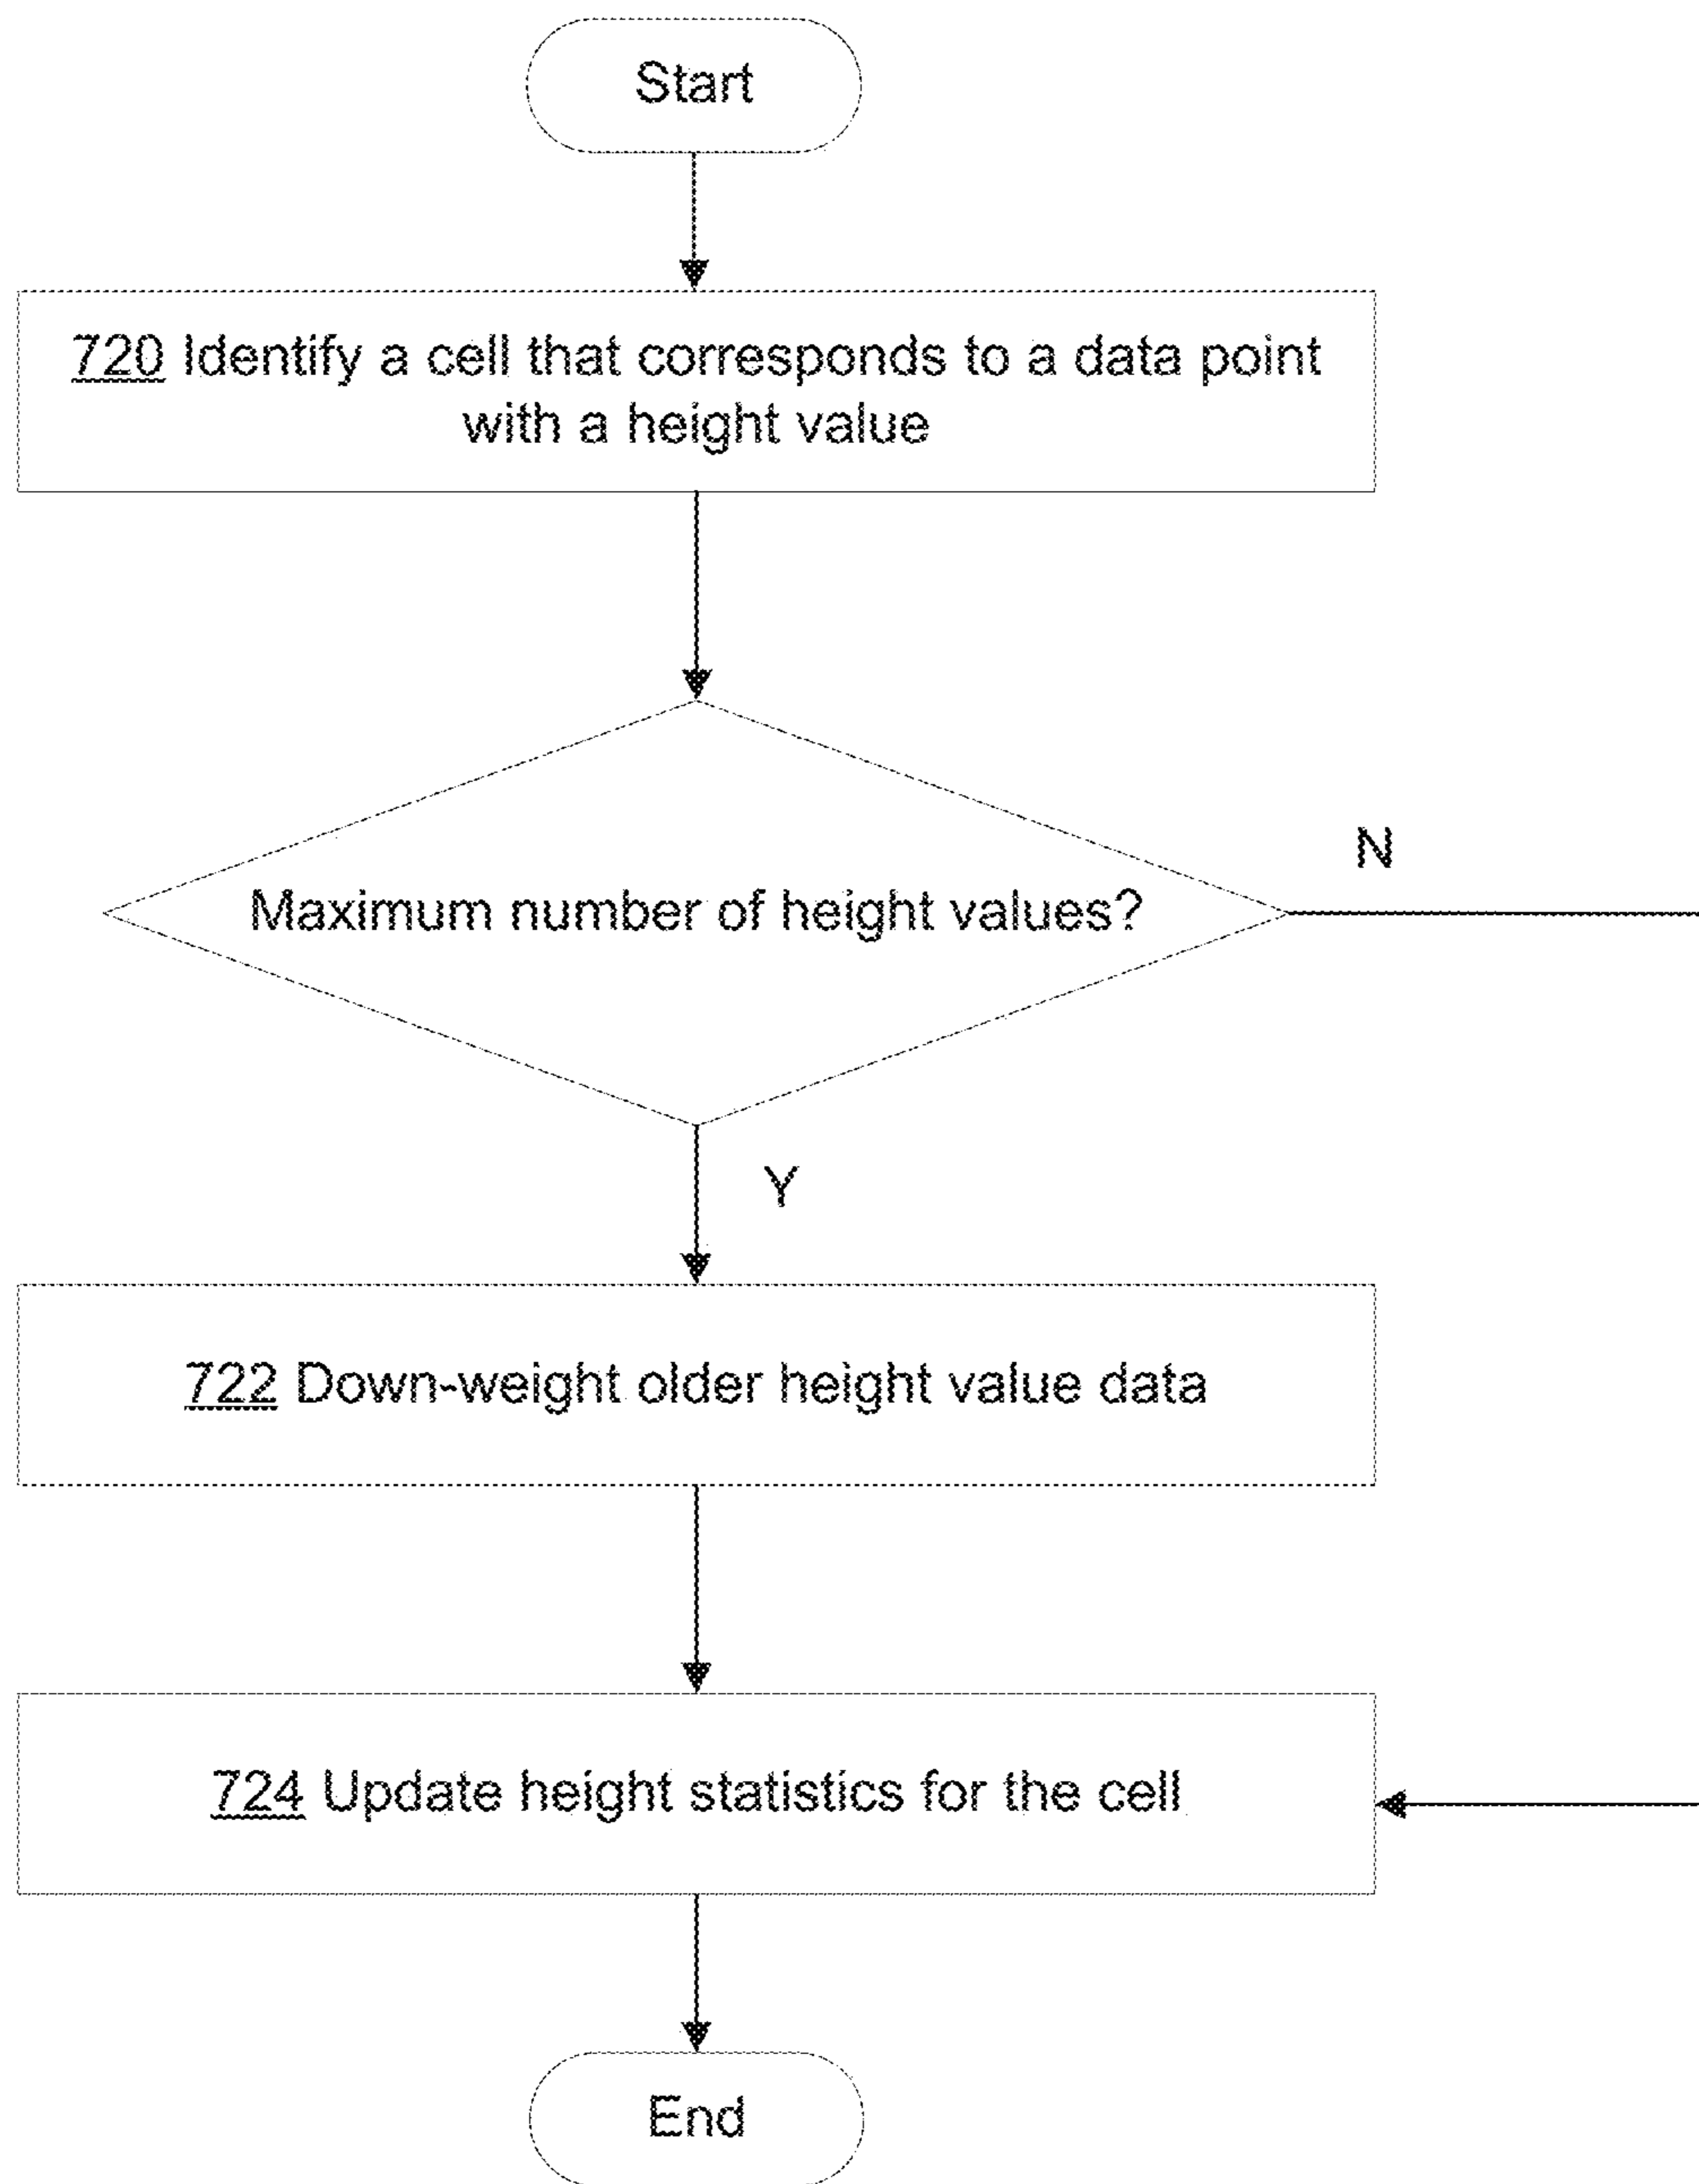 Start
720 Identify a cell that corresponds to a data point
with a height value
Maximum number of height values?
N
Y
722 Down-weight older height value data
724 Update height statistics for the cell
End